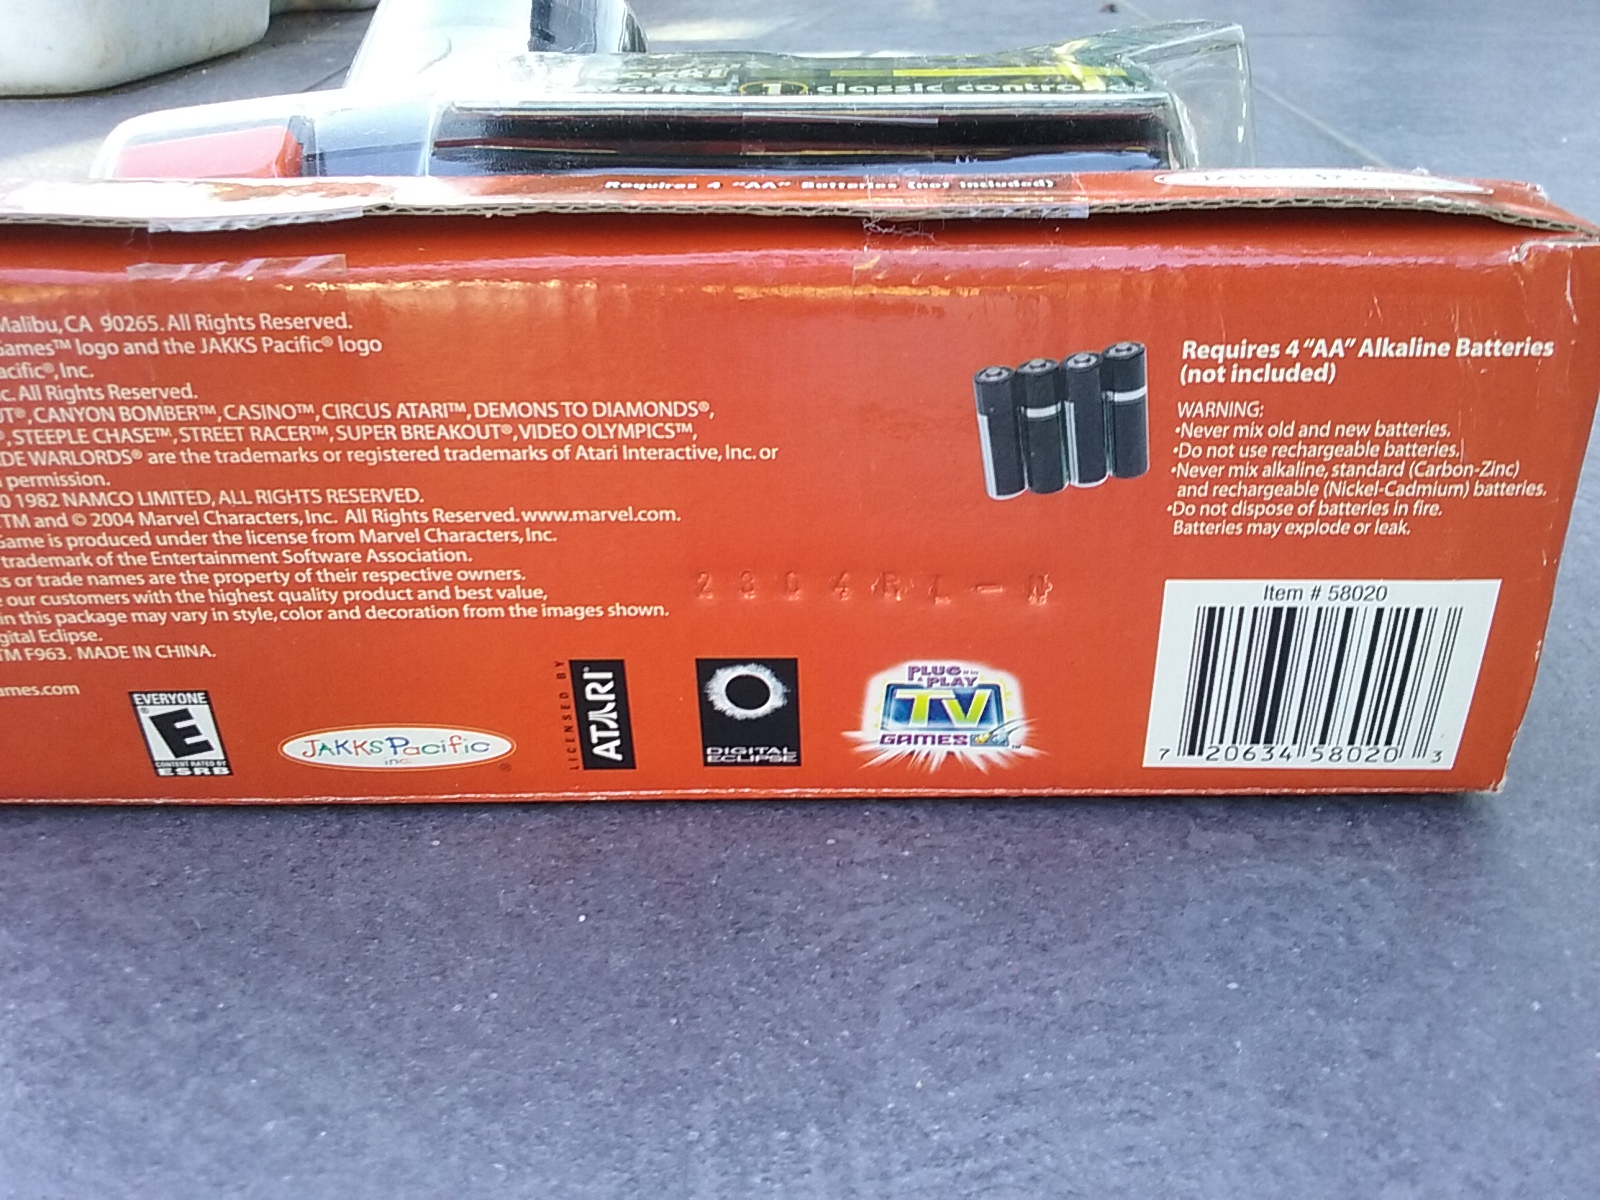 classic contro
Requires 4 "AA" Batteries (not included)
JAKKS Pacific
Malibu, CA 90265. All Rights Reserved.
Games™ logo and the JAKKS Pacific® logo
acific®, Inc.
c. All Rights Reserved.
UT®, CANYON BOMBER™, CASINO™, CIRCUS ATARI™, DEMONS TO DIAMONDS®,
®, STEEPLE CHASE™, STREET RACER™, SUPER BREAKOUT®, VIDEO OLYMPICS™,
DE WARLORDS® are the trademarks or registered trademarks of Atari Interactive, Inc. or
permission.
© 1982 NAMCO LIMITED, ALL RIGHTS RESERVED.
TM and © 2004 Marvel Characters, Inc. All Rights Reserved. www.marvel.com.
Game is produced under the license from Marvel Characters, Inc.
trademark of the Entertainment Software Association.
s or trade names are the property of their respective owners.
our customers with the highest quality product and best value,
in this package may vary in style, color and decoration from the images shown.
gital Eclipse.
TM F963. MADE IN CHINA.
ames.com
EVERYONE
E
CONTENT RATED BY
ESRB
JAKKS Pacific
inc.
LICENSED BY
ATARI
DIGITAL
ECLIPSE
PLUG IN
& PLAY
TV
GAMES
Requires 4 "AA" Alkaline Batteries
(not included)
WARNING:
•Never mix old and new batteries.
•Do not use rechargeable batteries.
•Never mix alkaline, standard (Carbon-Zinc)
and rechargeable (Nickel-Cadmium) batteries.
•Do not dispose of batteries in fire.
Batteries may explode or leak.
Item # 58020
7 20634 58020 3